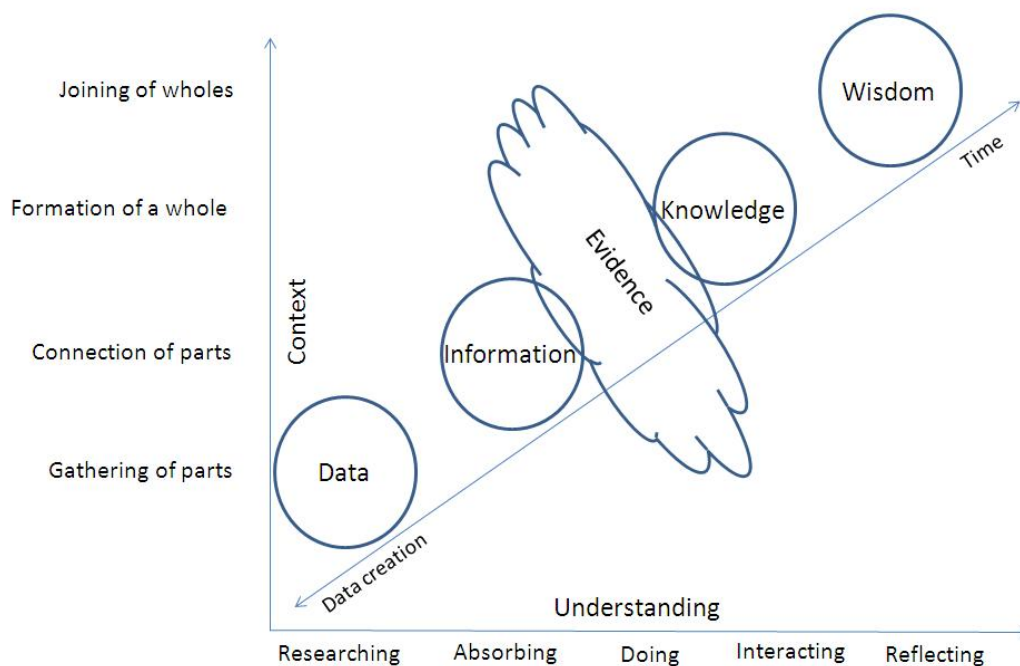 Joining of wholes
Wisdom
Time
Formation of a whole
Knowledge
Evidence
Context
Connection of parts
Information
Gathering of parts
Data
Data creation
Understanding
Researching
Absorbing
Doing
Interacting
Reflecting